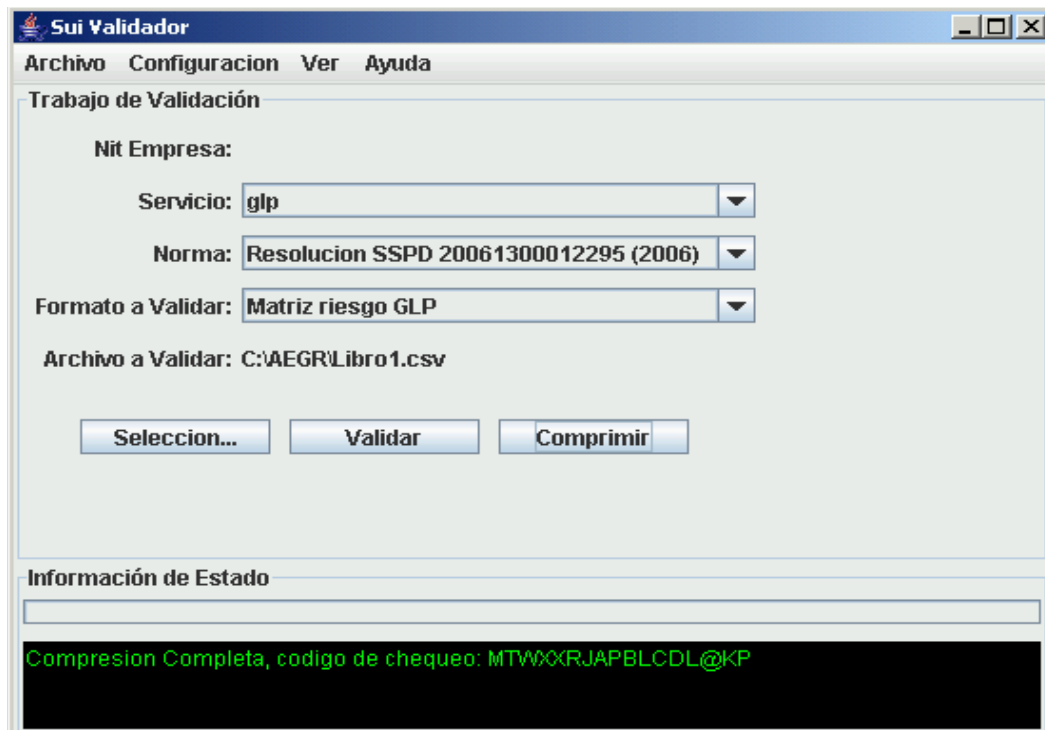 Sui Validador
Archivo Configuracion Ver Ayuda
Trabajo de Validación
Nit Empresa:
Servicio: glp
Norma: Resolucion SSPD 20061300012295 (2006)
Formato a Validar: Matriz riesgo GLP
Archivo a Validar: C:\AEGR\Libro1.csv
Seleccion... Validar Comprimir
Información de Estado
Compresion Completa, codigo de chequeo: MTWXXRJAPBLCDL@KP